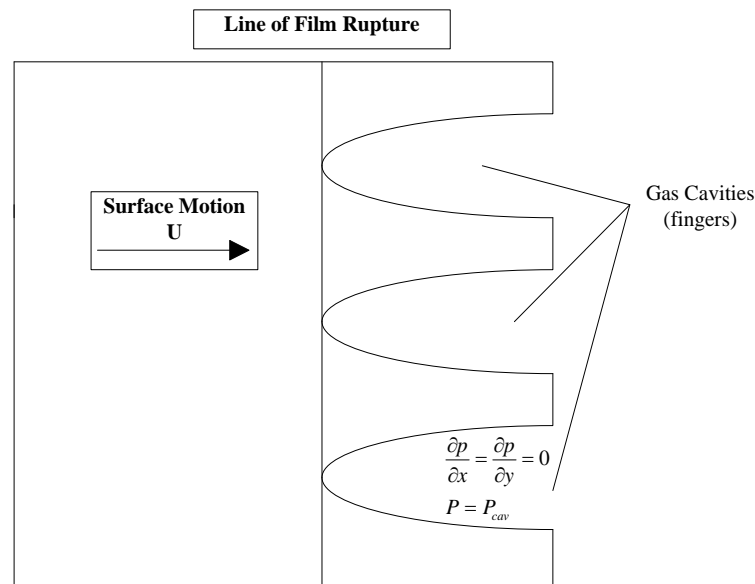 Line of Film Rupture
Surface Motion
U
Gas Cavities
(fingers)
∂p/∂x = ∂p/∂y = 0
P = P_cav